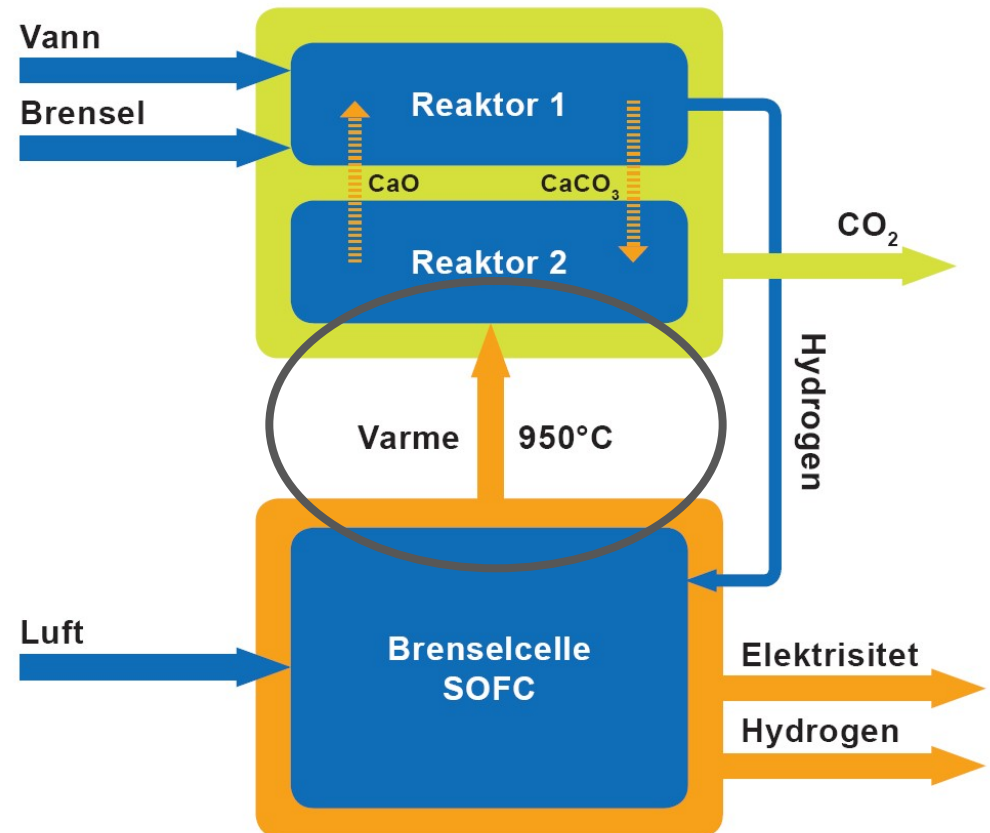 Vann
Reaktor 1
Brensel
CaO
CaCO₃
CO₂
Reaktor 2
Hydrogen
Varme 950°C
Luft
Brenselcelle
SOFC
Elektrisitet
Hydrogen